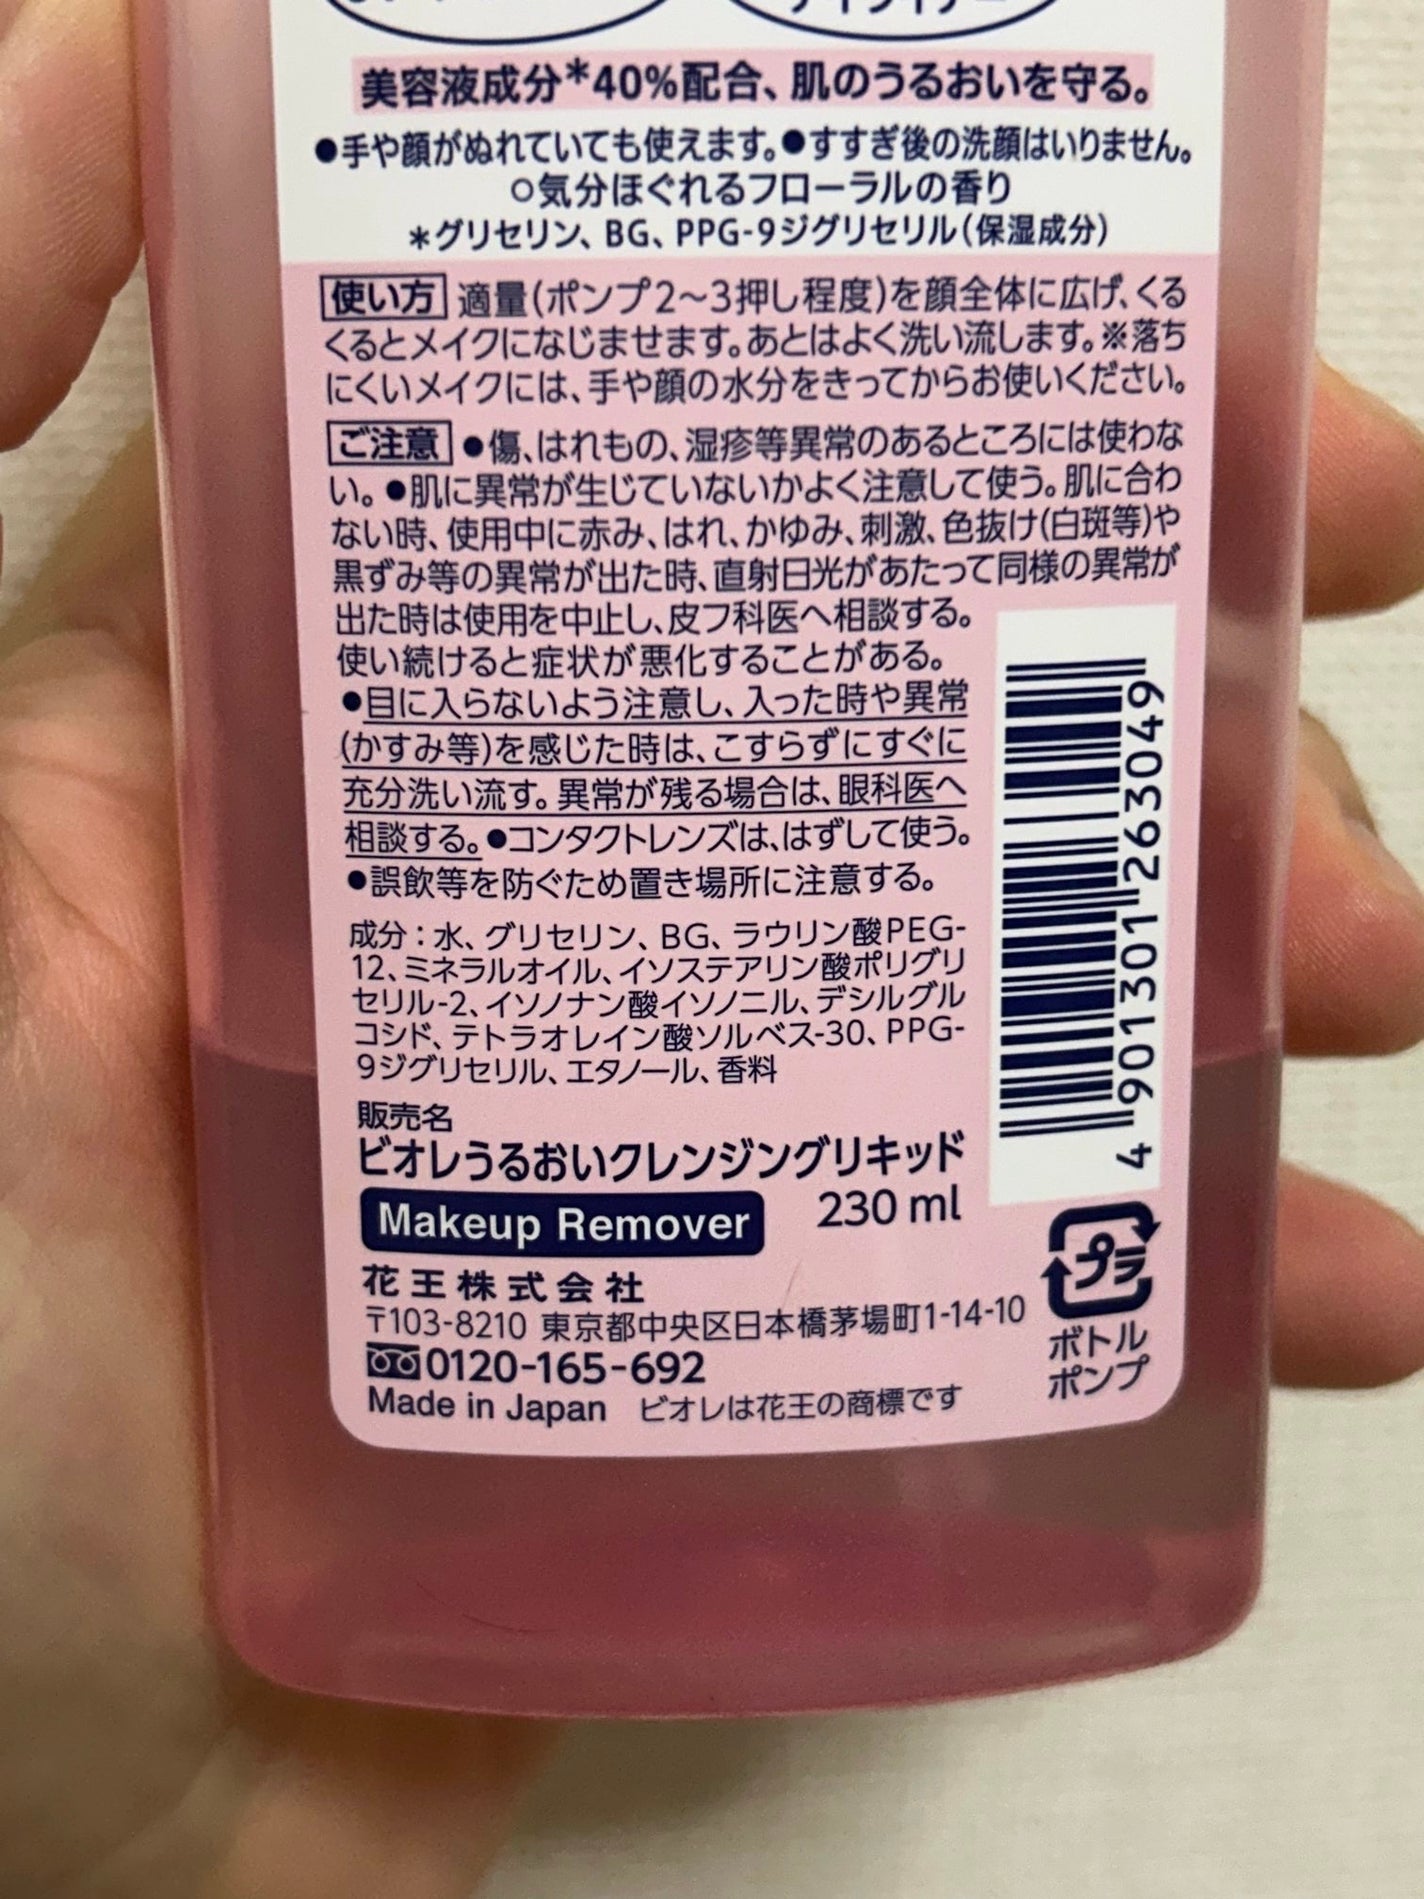 美容液成分*40%配合、肌のうるおいを守る。
●手や顔がぬれていても使えます。●すすぎ後の洗顔はいりません。
○気分ほぐれるフローラルの香り
*グリセリン、BG、PPG-9ジグリセリル(保湿成分)
使い方 適量(ポンプ2~3押し程度)を顔全体に広げ、くる
くるとメイクになじませます。あとはよく洗い流します。※落ち
にくいメイクには、手や顔の水分をきってからお使いください。
ご注意 ●傷、はれもの、湿疹等異常のあるところには使わな
い。●肌に異常が生じていないかよく注意して使う。肌に合わ
ない時、使用中に赤み、はれ、かゆみ、刺激、色抜け(白斑等)や
黒ずみ等の異常が出た時、直射日光があたって同様の異常が
出た時は使用を中止し、皮フ科医へ相談する。
使い続けると症状が悪化することがある。
●目に入らないよう注意し、入った時や異常
(かすみ等)を感じた時は、こすらずにすぐに
充分洗い流す。異常が残る場合は、眼科医へ
相談する。●コンタクトレンズは、はずして使う。
●誤飲等を防ぐため置き場所に注意する。
成分:水、グリセリン、BG、ラウリン酸PEG-
12、ミネラルオイル、イソステアリン酸ポリグリ
セリル-2、イソノナン酸イソノニル、デシルグル
コシド、テトラオレイン酸ソルベス-30、PPG-
9ジグリセリル、エタノール、香料
販売名
ビオレうるおいクレンジングリキッド
Makeup Remover 230 ml
花王株式会社
〒103-8210 東京都中央区日本橋茅場町1-14-10
0120-165-692
Made in Japan ビオレは花王の商標です
4 901301 263049
プラ
ボトル
ポンプ